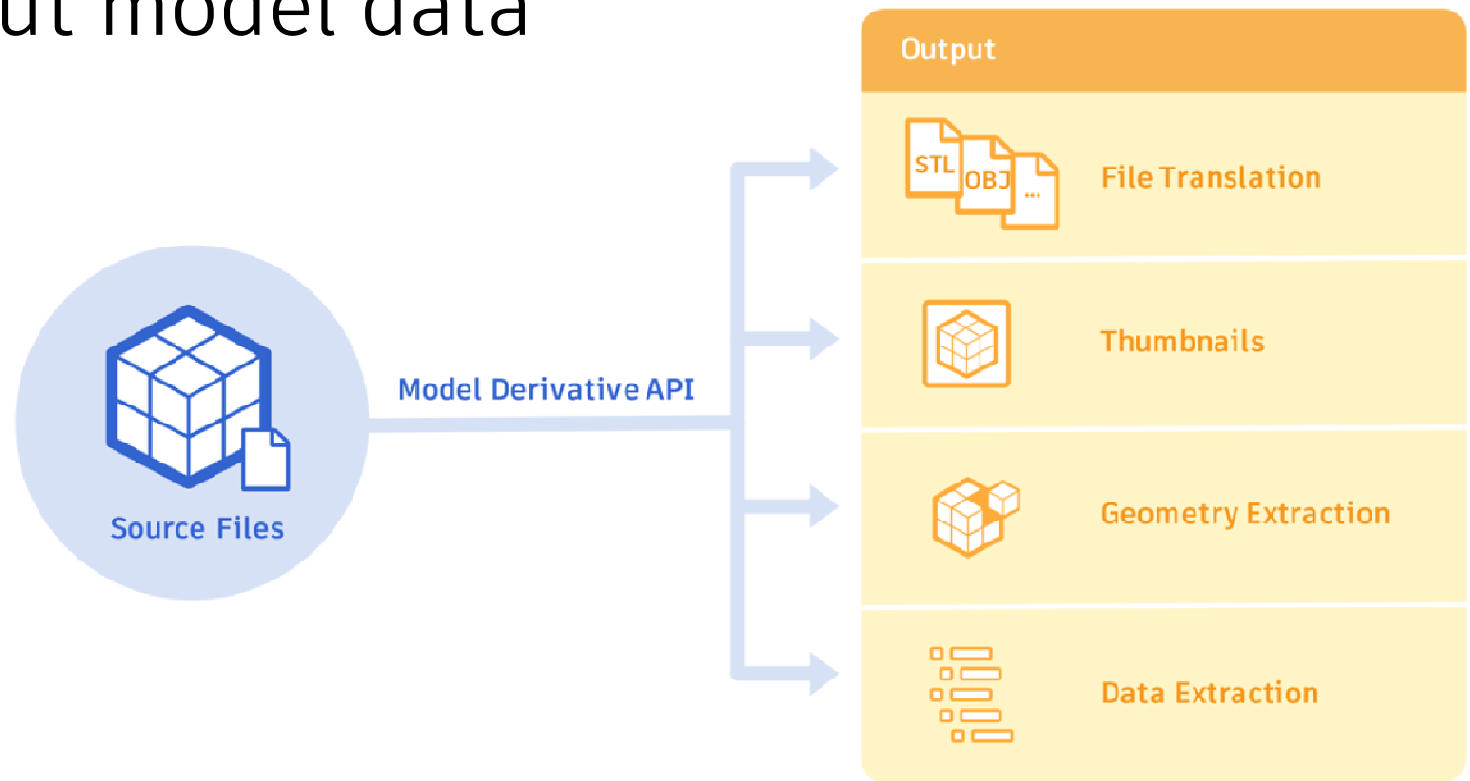 ut model data
Output
STL
OBJ
...
File Translation
Thumbnails
Model Derivative API
Source Files
Geometry Extraction
Data Extraction